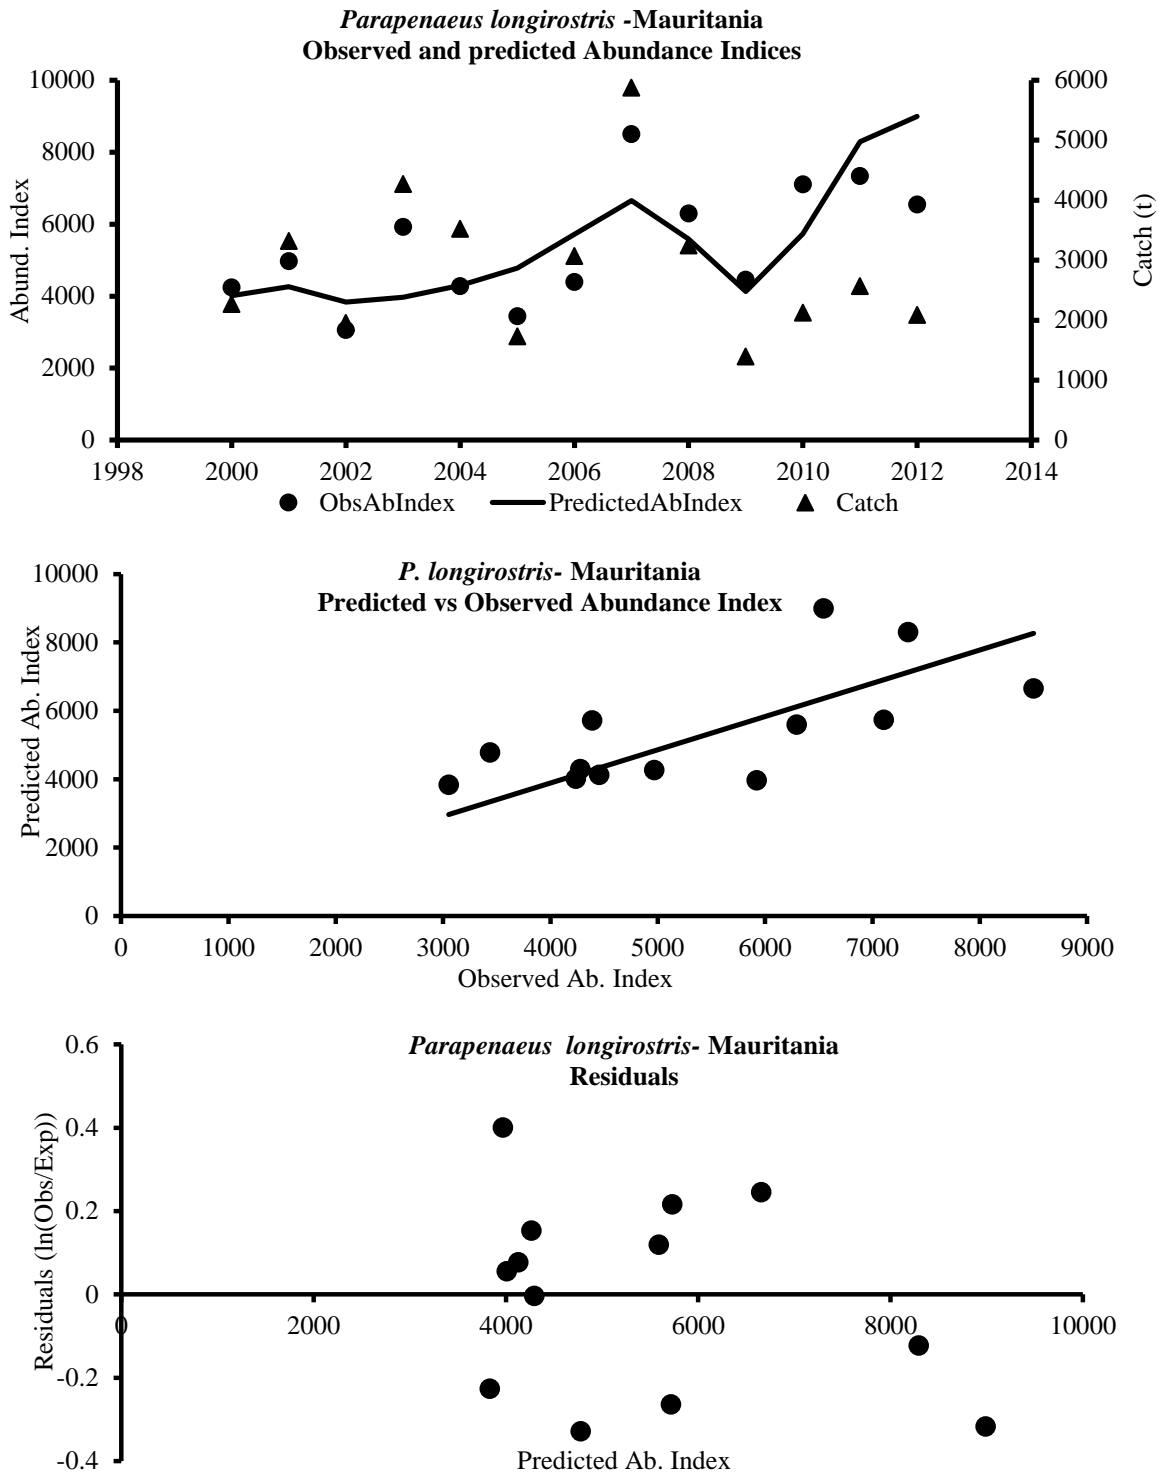 Parapenaeus longirostris -Mauritania
Observed and predicted Abundance Indices
10000
8000
6000
4000
2000
0
Abund. Index
6000
5000
4000
3000
2000
1000
0
Catch (t)
1998 2000 2002 2004 2006 2008 2010 2012 2014
ObsAbIndex PredictedAbIndex Catch
P. longirostris- Mauritania
Predicted vs Observed Abundance Index
10000
8000
6000
4000
2000
0
Predicted Ab. Index
0 1000 2000 3000 4000 5000 6000 7000 8000 9000
Observed Ab. Index
Parapenaeus longirostris- Mauritania
Residuals
0.6
0.4
0.2
0
-0.2
-0.4
Residuals (ln(Obs/Exp))
0 2000 4000 6000 8000 10000
Predicted Ab. Index